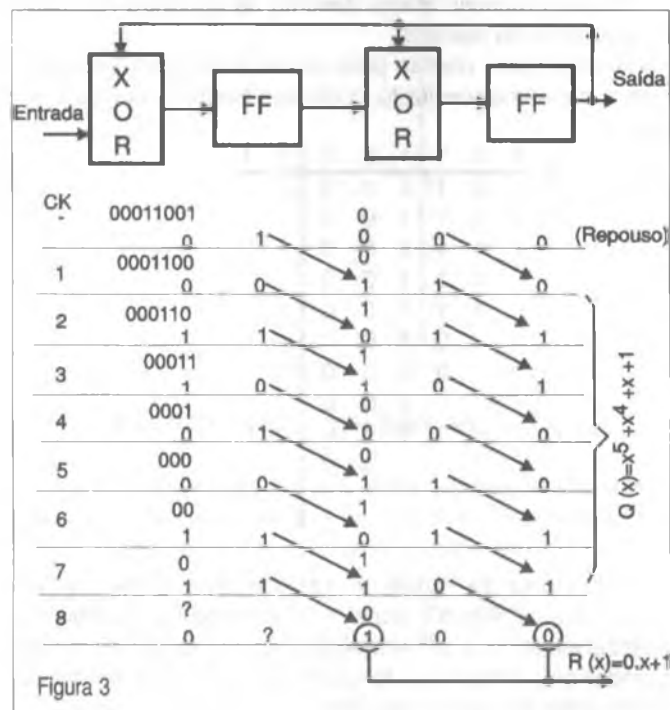 X X
O FF O FF Saída
Entrada R R
CK
- 00011001 0
0 1 0 0 0 (Repouso)
1 0001100 0
0 0 1 1 0
2 000110 1
1 1 0 1 1
3 00011 1
1 0 1 0 1
4 0001 0
0 1 0 0 0
5 000 0
0 0 1 1 0
6 00 1
1 1 0 1 1
7 0 1
1 1 1 0 1
8 ? 0
0 ? 1 0 0
Q (x)=x⁵+x⁴+x+1
R (x)=0.x+1
Figura 3